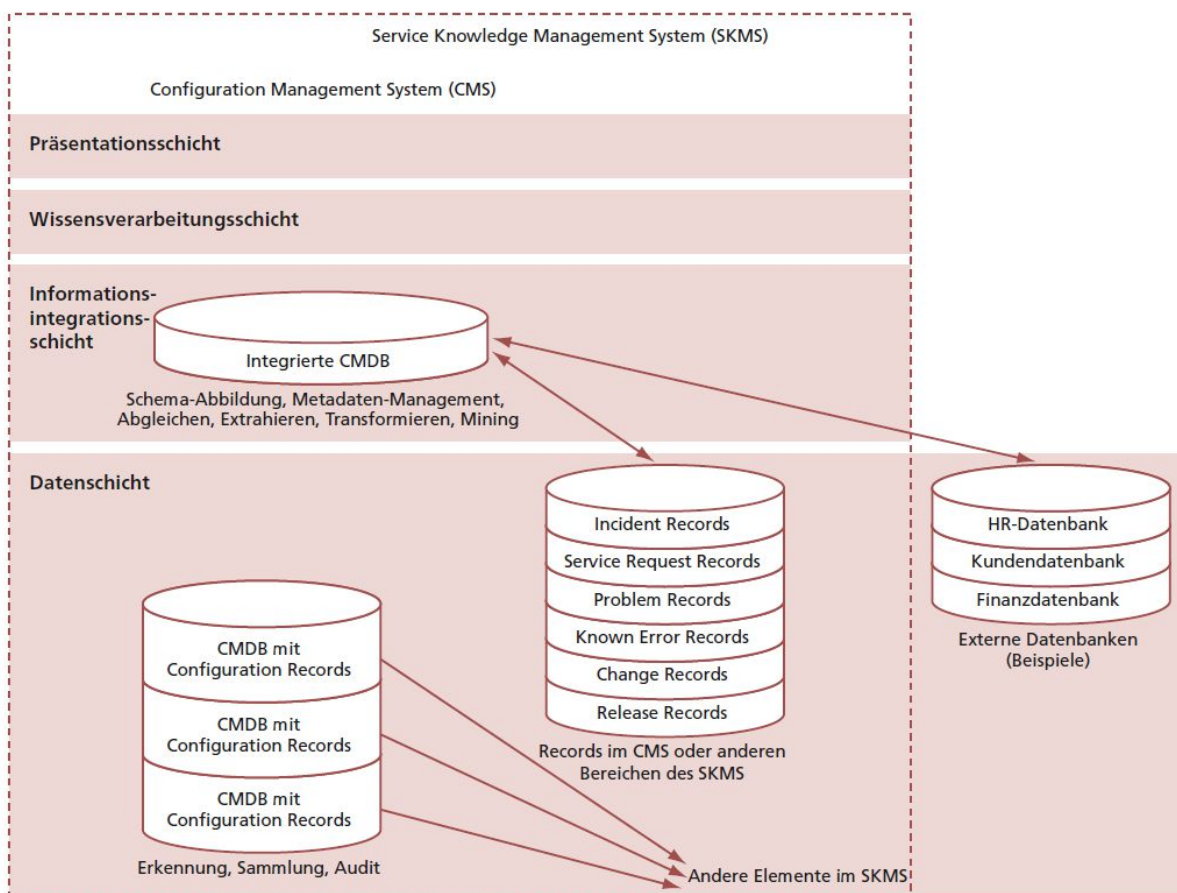 Service Knowledge Management System (SKMS)
Configuration Management System (CMS)
Präsentationsschicht
Wissensverarbeitungsschicht
Informations-
integrations-
schicht
Integrierte CMDB
Schema-Abbildung, Metadaten-Management,
Abgleichen, Extrahieren, Transformieren, Mining
Datenschicht
CMDB mit
Configuration Records
CMDB mit
Configuration Records
CMDB mit
Configuration Records
Erkennung, Sammlung, Audit
Incident Records
Service Request Records
Problem Records
Known Error Records
Change Records
Release Records
Records im CMS oder anderen
Bereichen des SKMS
HR-Datenbank
Kundendatenbank
Finanzdatenbank
Externe Datenbanken
(Beispiele)
Andere Elemente im SKMS